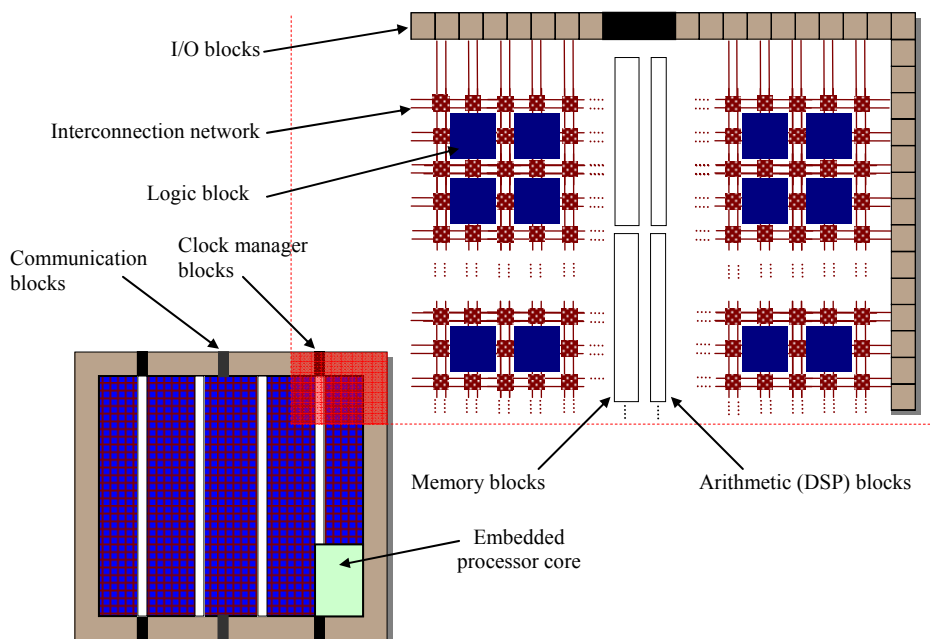 I/O blocks
Interconnection network
Logic block
Communication
blocks
Clock manager
blocks
Memory blocks
Arithmetic (DSP) blocks
Embedded
processor core